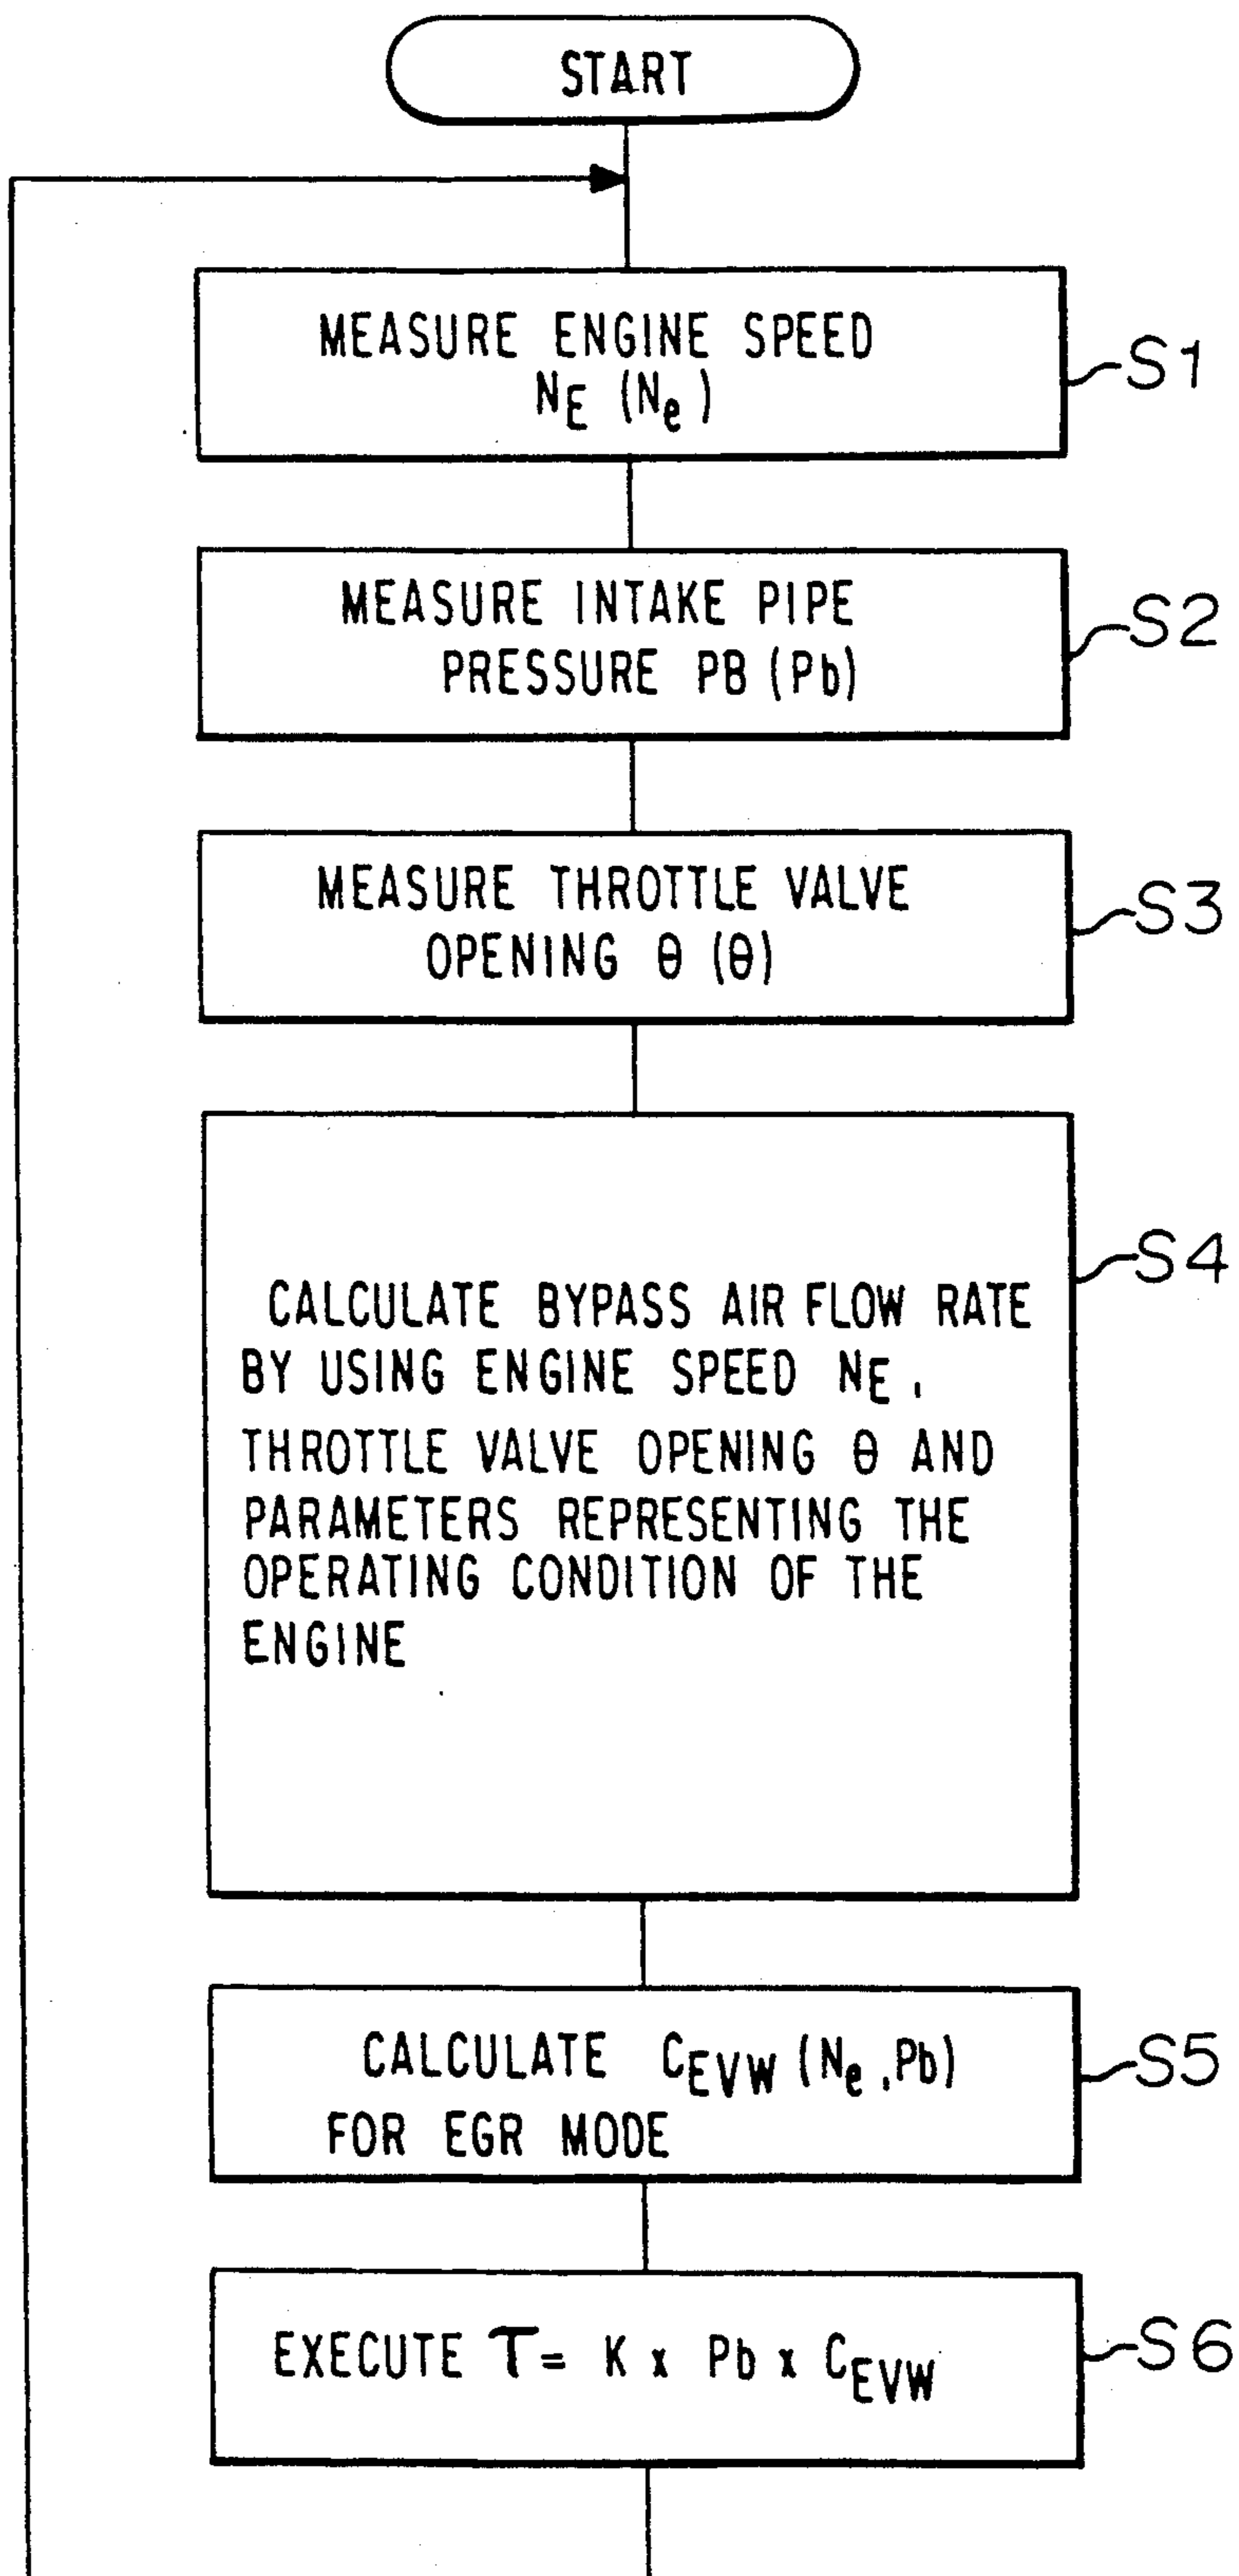 START
MEASURE ENGINE SPEED
NE (Ne)
S1
MEASURE INTAKE PIPE
PRESSURE PB (Pb)
S2
MEASURE THROTTLE VALVE
OPENING θ (θ)
S3
CALCULATE BYPASS AIR FLOW RATE
BY USING ENGINE SPEED NE,
THROTTLE VALVE OPENING θ AND
PARAMETERS REPRESENTING THE
OPERATING CONDITION OF THE
ENGINE
S4
CALCULATE CEVW (Ne, Pb)
FOR EGR MODE
S5
EXECUTE τ = K x Pb x CEVW
S6